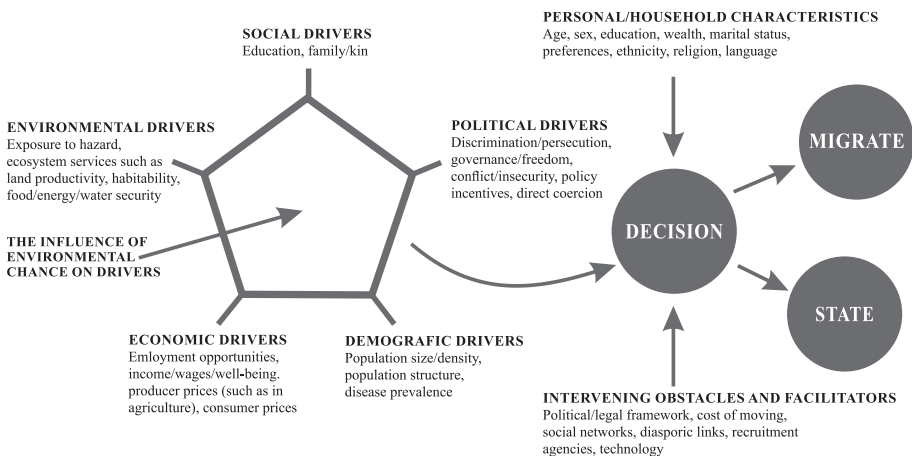 SOCIAL DRIVERS
Education, family/kin
ENVIRONMENTAL DRIVERS
Exposure to hazard,
ecosystem services such as
land productivity, habitability,
food/energy/water security
THE INFLUENCE OF
ENVIRONMENTAL
CHANCE ON DRIVERS
POLITICAL DRIVERS
Discrimination/persecution,
governance/freedom,
conflict/insecurity, policy
incentives, direct coercion
ECONOMIC DRIVERS
Emloyment opportunities,
income/wages/well-being.
producer prices (such as in
agriculture), consumer prices
DEMOGRAFIC DRIVERS
Population size/density,
population structure,
disease prevalence
PERSONAL/HOUSEHOLD CHARACTERISTICS
Age, sex, education, wealth, marital status,
preferences, ethnicity, religion, language
DECISION
MIGRATE
STATE
INTERVENING OBSTACLES AND FACILITATORS
Political/legal framework, cost of moving,
social networks, diasporic links, recruitment
agencies, technology